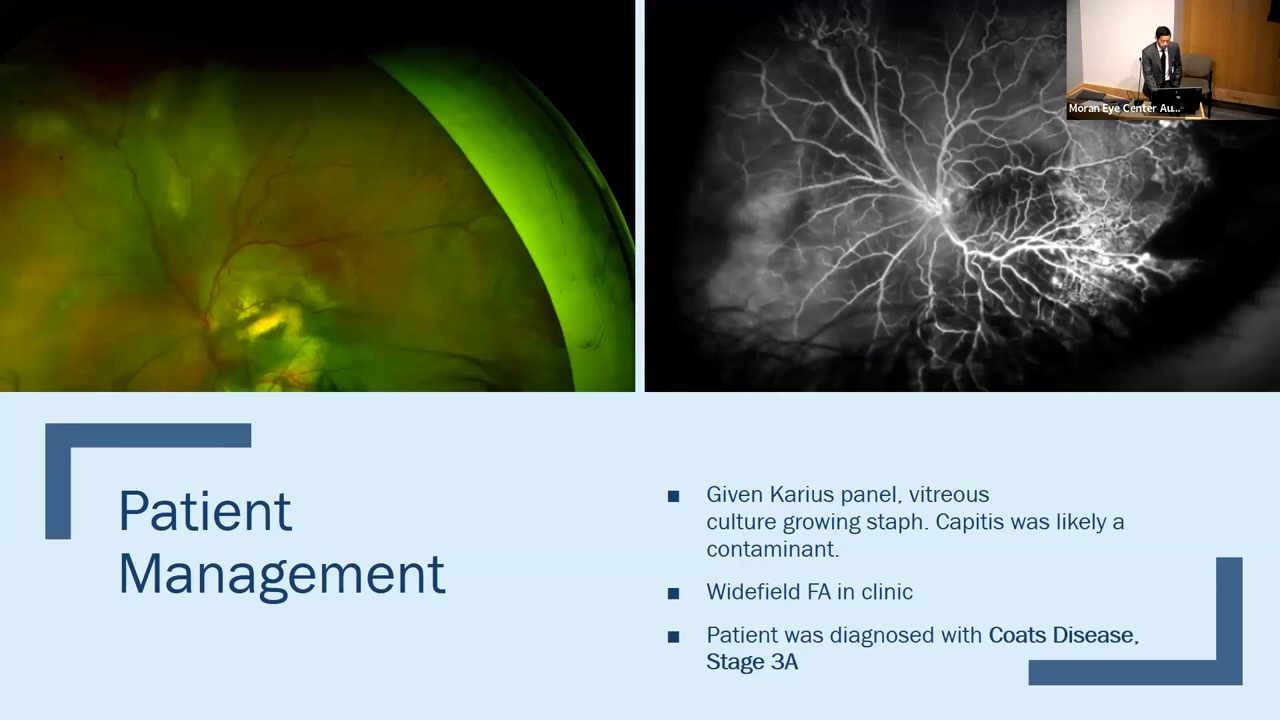 Moran Eye Center Au...
Patient
Management
■ Given Karius panel, vitreous
culture growing staph. Capitis was likely a
contaminant.
■ Widefield FA in clinic
■ Patient was diagnosed with Coats Disease,
Stage 3A